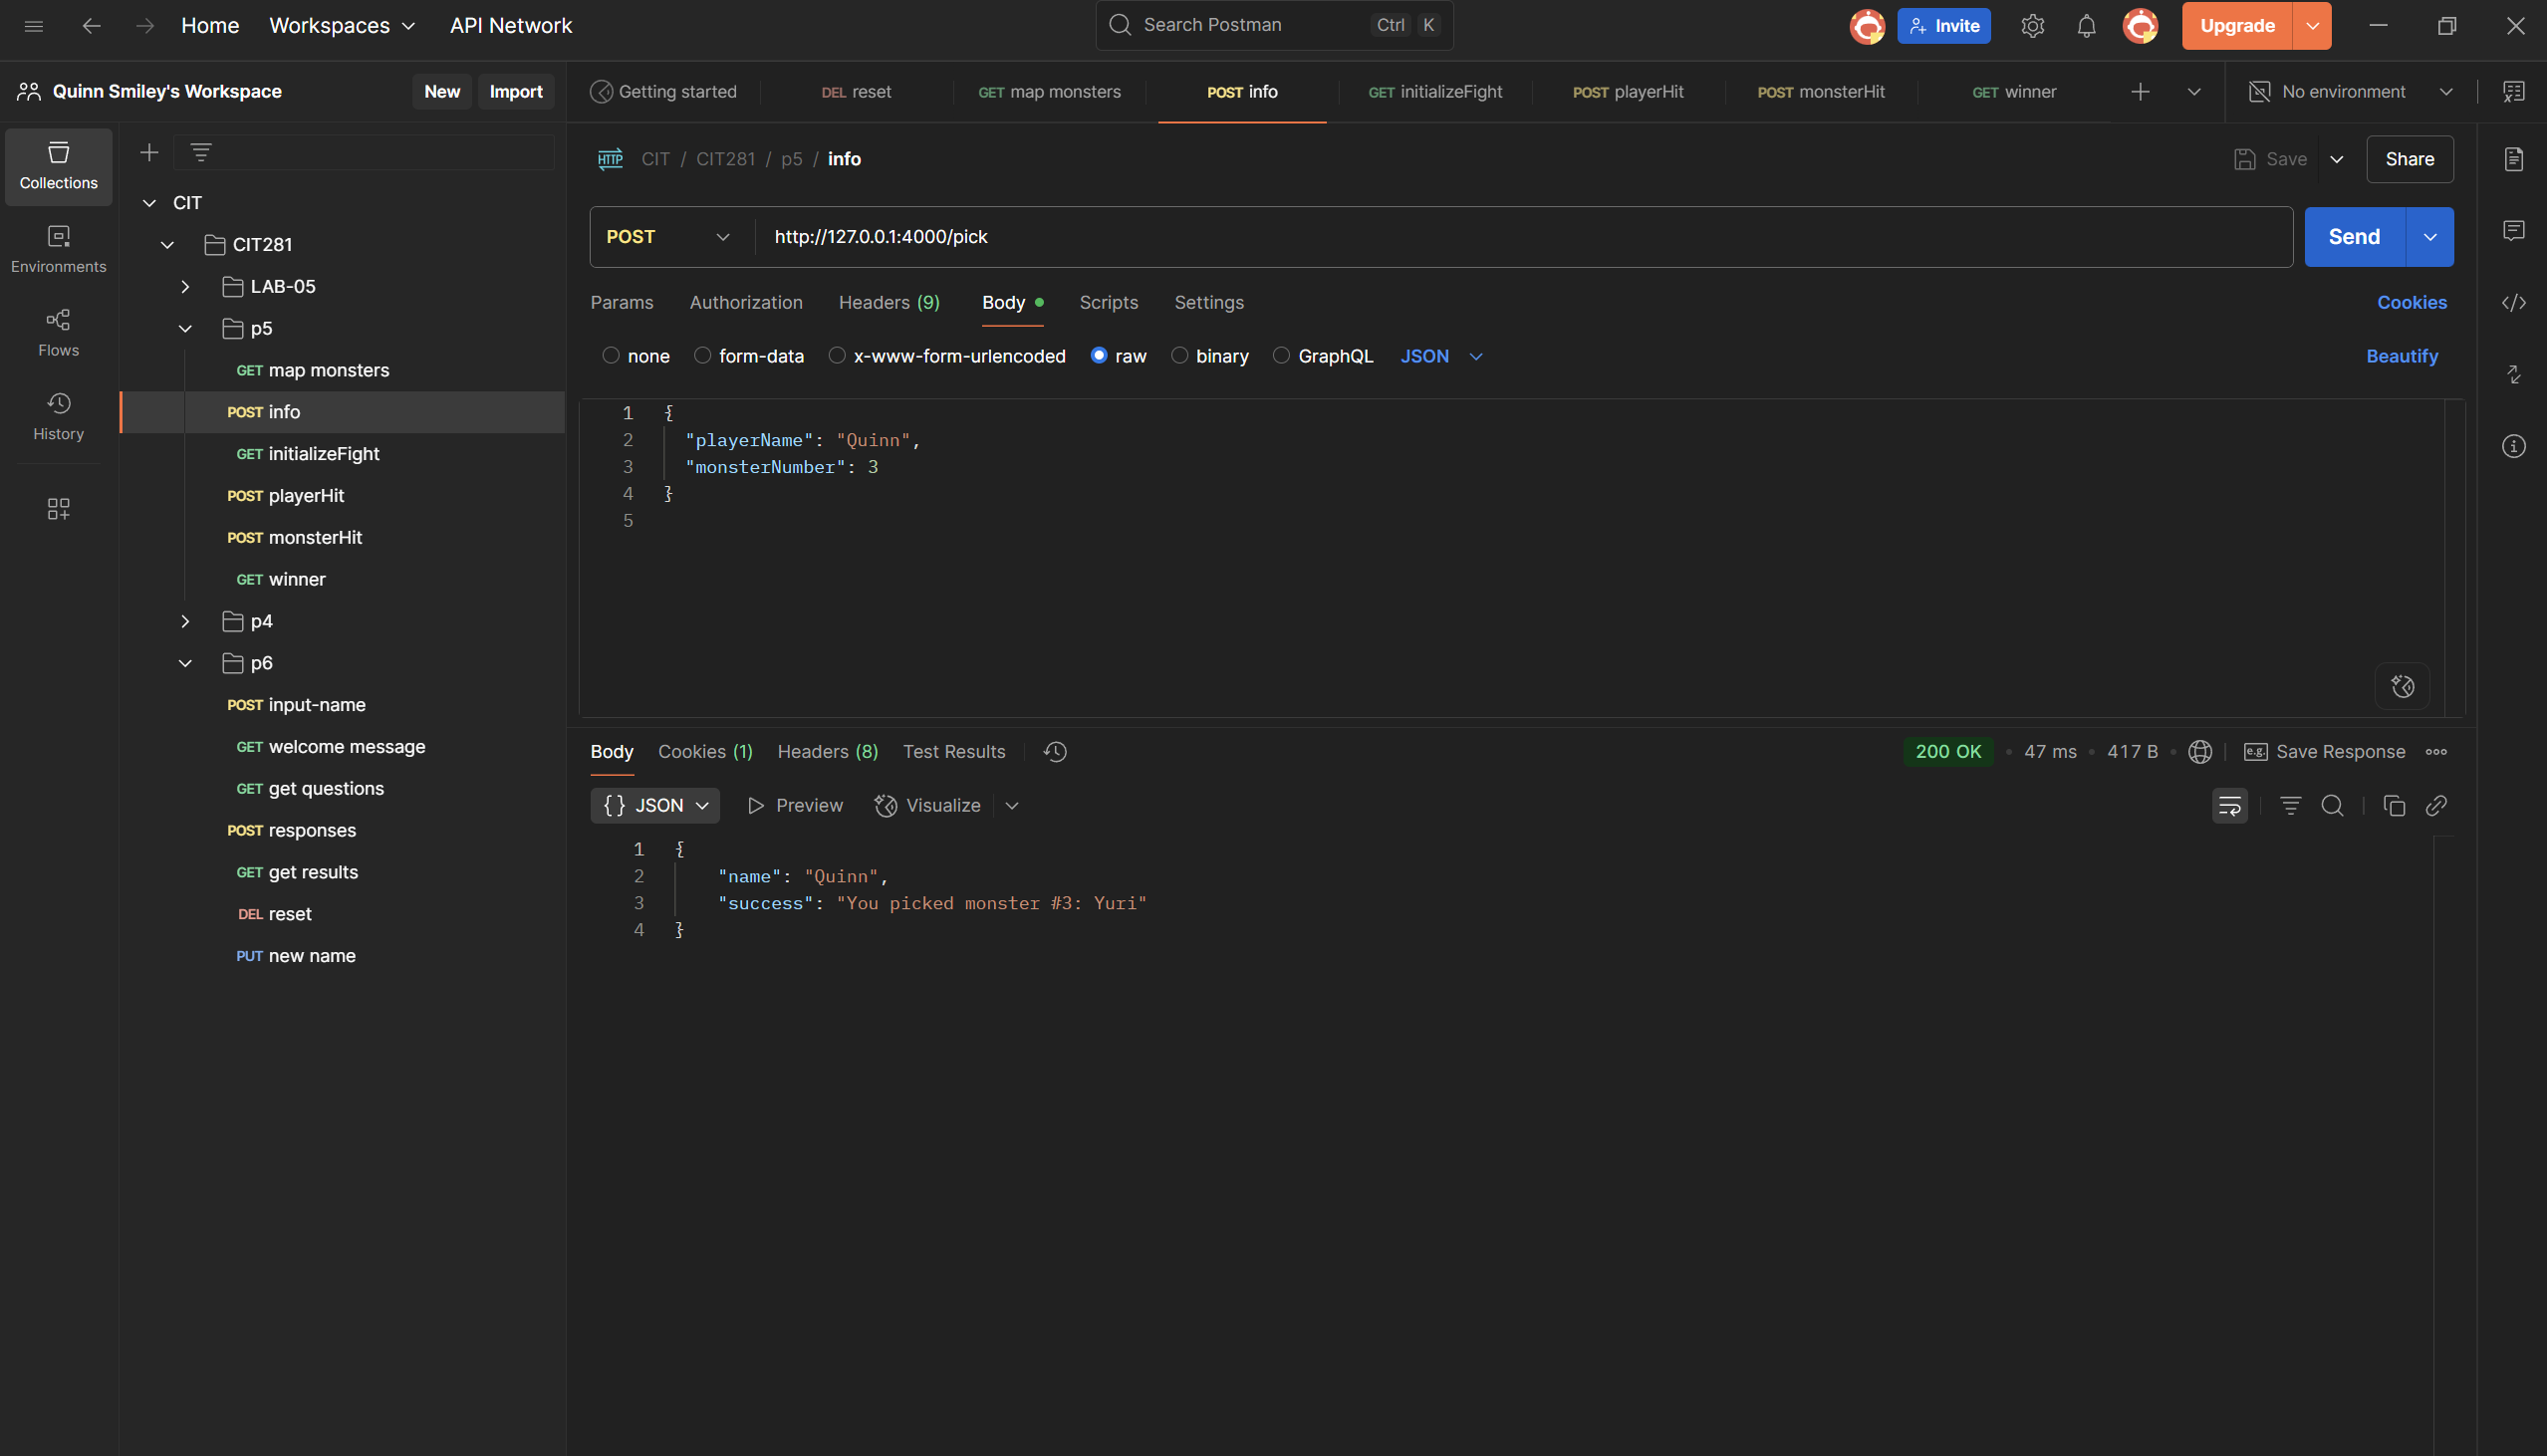 Home Workspaces API Network Search Postman Ctrl K Invite Upgrade
Quinn Smiley's Workspace New Import
Getting started DEL reset GET map monsters POST info GET initializeFight POST playerHit POST monsterHit GET winner No environment
Collections
Environments
Flows
History
CIT
CIT281
LAB-05
p5
GET map monsters
POST info
GET initializeFight
POST playerHit
POST monsterHit
GET winner
p4
p6
POST input-name
GET welcome message
GET get questions
POST responses
GET get results
DEL reset
PUT new name
HTTP CIT / CIT281 / p5 / info Save Share
POST http://127.0.0.1:4000/pick Send
Params Authorization Headers (9) Body Scripts Settings Cookies
none form-data x-www-form-urlencoded raw binary GraphQL JSON Beautify
1 {
2 "playerName": "Quinn",
3 "monsterNumber": 3
4 }
5
Body Cookies (1) Headers (8) Test Results 200 OK • 47 ms • 417 B • e.g. Save Response
{} JSON Preview Visualize
1 {
2 "name": "Quinn",
3 "success": "You picked monster #3: Yuri"
4 }